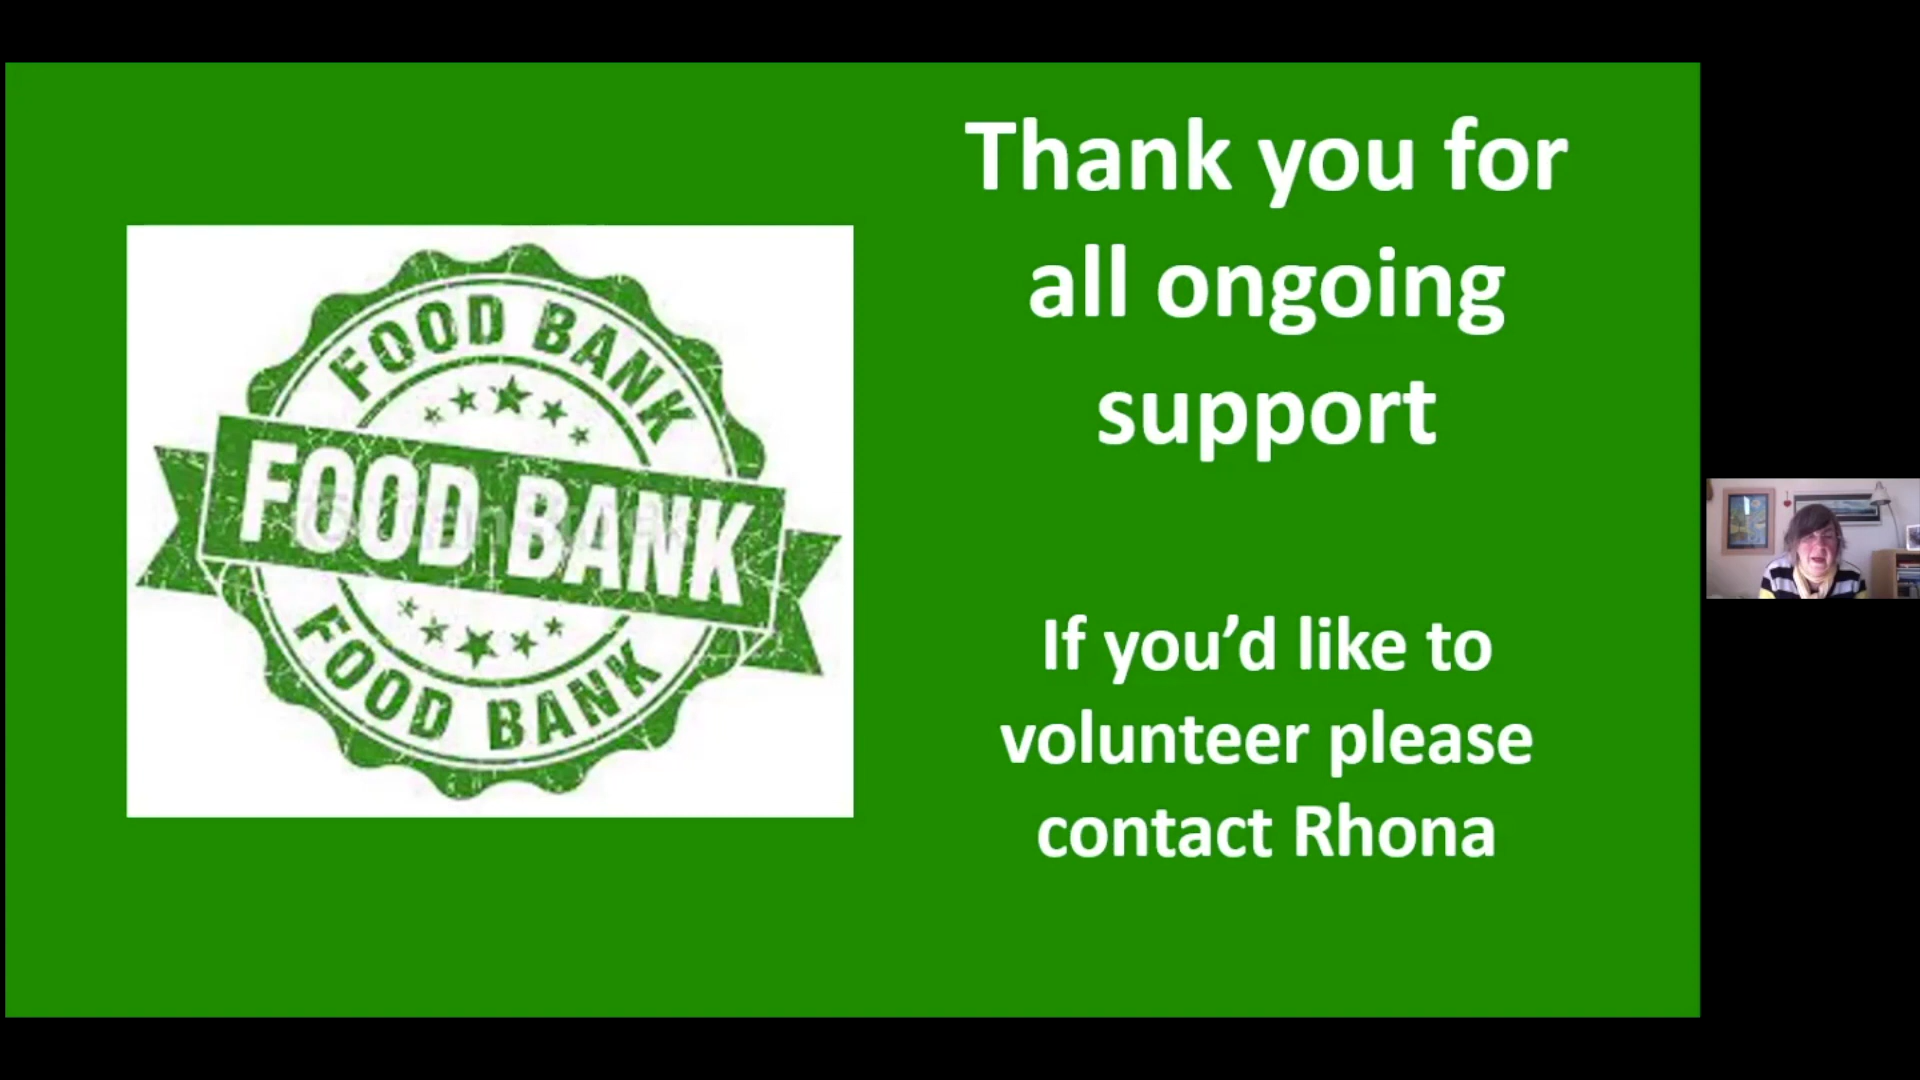 Thank you for
all ongoing
support
If you’d like to
volunteer please
contact Rhona
FOOD BANK
FOOD BANK
FOOD BANK